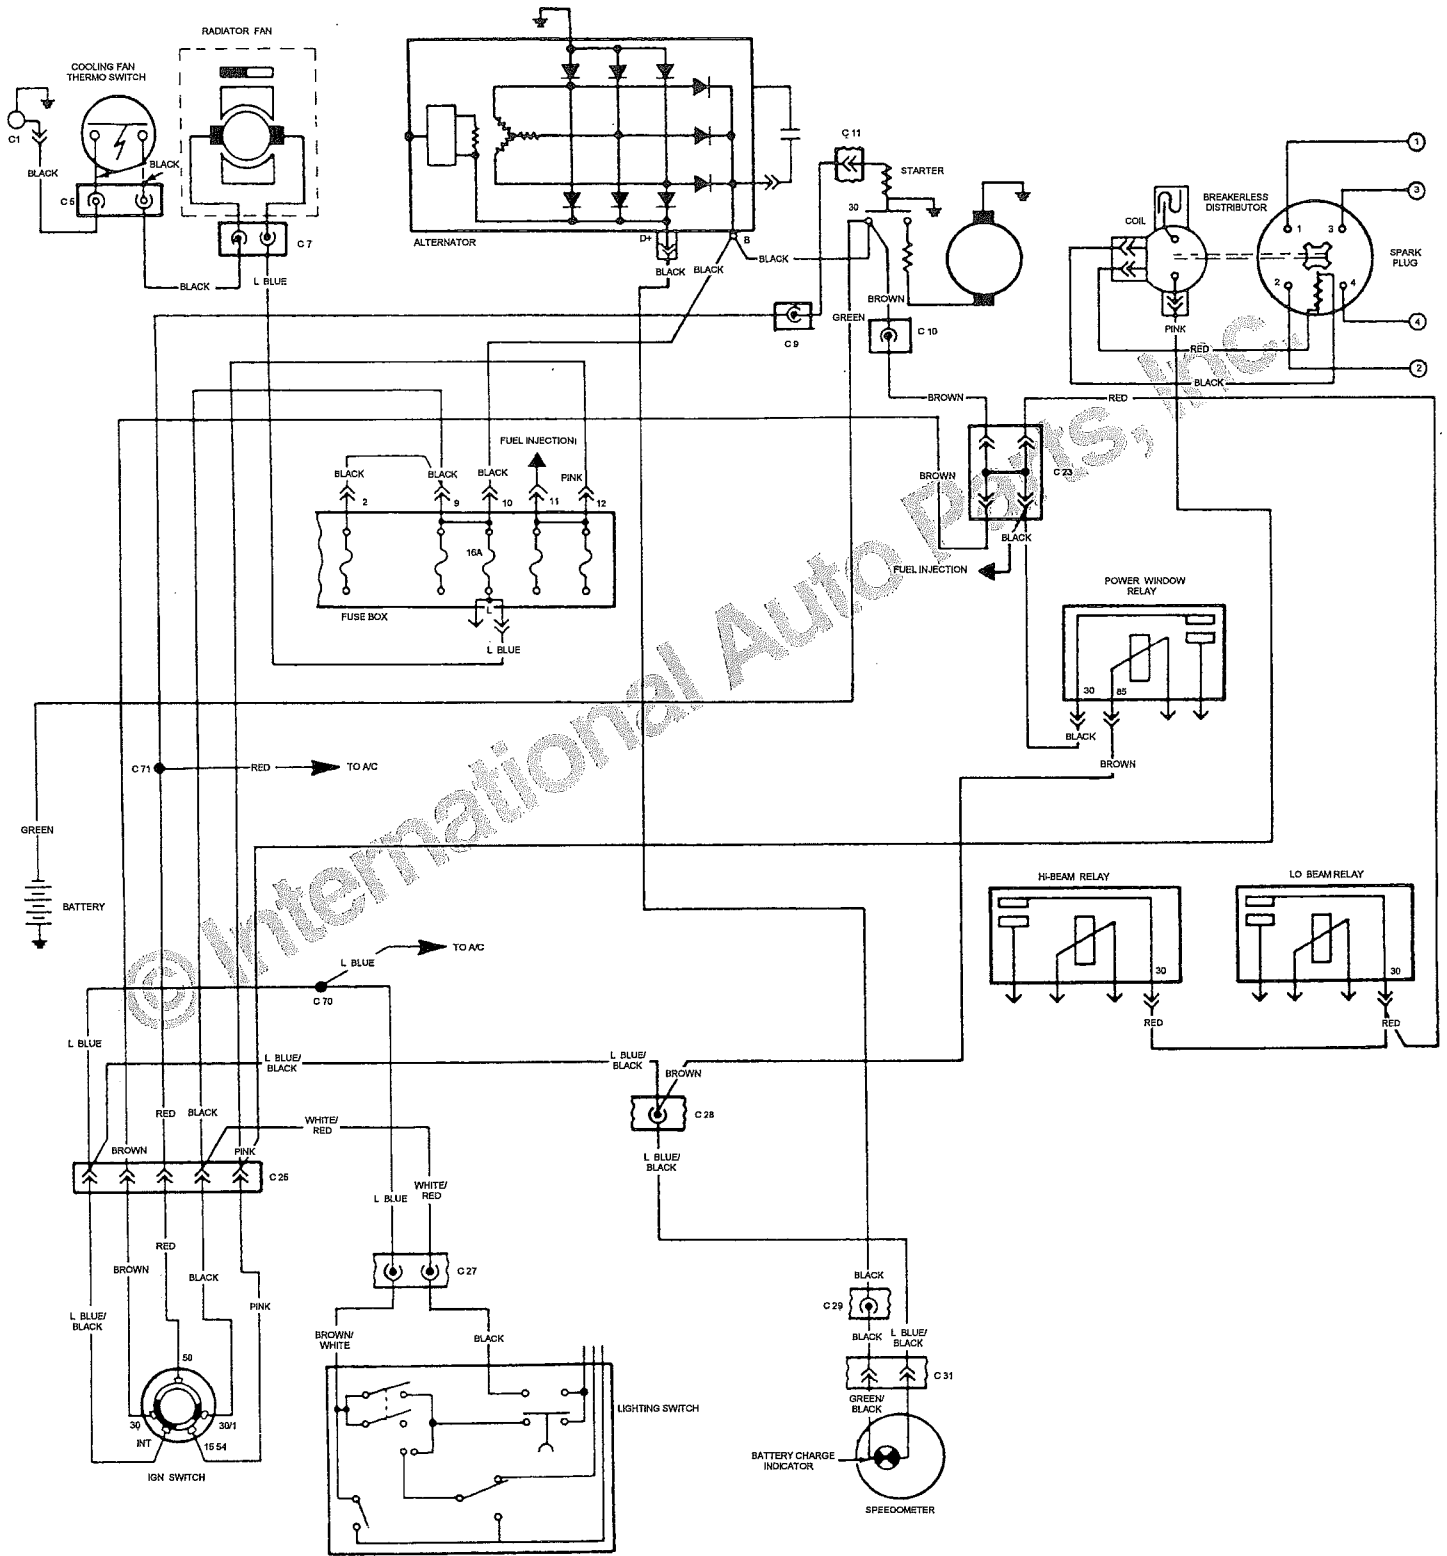 RADIATOR FAN
COOLING FAN
THERMO SWITCH
C1
BLACK
BLACK
C 5
C 7
BLACK
L BLUE
ALTERNATOR
D+
B
BLACK
BLACK
BLACK
C 11
STARTER
30
BROWN
GREEN
C 9
C 10
BROWN
COIL
BREAKERLESS
DISTRIBUTOR
1
3
2
4
SPARK
PLUG
1
3
4
2
PINK
RED
BLACK
RED
FUEL INJECTION
BLACK
BLACK
BLACK
PINK
2
9
10
11
12
16A
L
FUSE BOX
L BLUE
BROWN
C 23
BLACK
FUEL INJECTION
POWER WINDOW
RELAY
30
85
BLACK
BROWN
© International Auto Parts, Inc.
C 71
RED
TO A/C
GREEN
BATTERY
HI-BEAM RELAY
LO BEAM RELAY
30
30
RED
RED
L BLUE
TO A/C
C 70
L BLUE
L BLUE/
BLACK
L BLUE/
BLACK
BROWN
C 28
RED
BLACK
WHITE/
RED
BROWN
PINK
C 25
L BLUE/
BLACK
L BLUE
WHITE/
RED
RED
BROWN
BLACK
PINK
L BLUE/
BLACK
C 27
BROWN/
WHITE
BLACK
BLACK
C 29
BLACK
L BLUE/
BLACK
C 31
GREEN/
BLACK
50
30
30/1
INT
15 54
IGN SWITCH
LIGHTING SWITCH
BATTERY CHARGE
INDICATOR
SPEEDOMETER